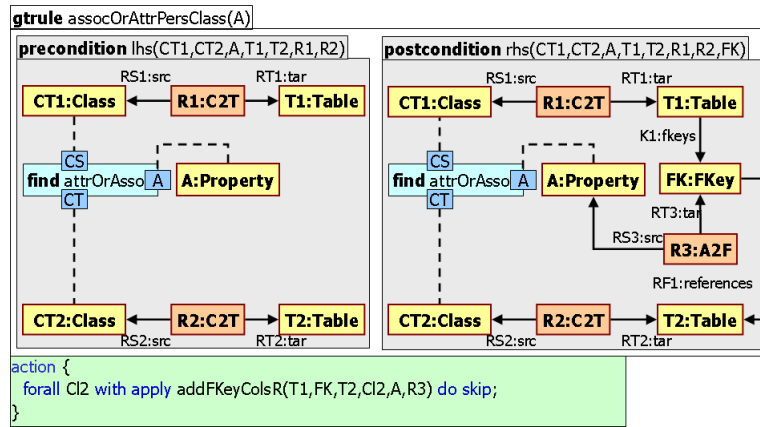 gtrule assocOrAttrPersClass(A)
precondition lhs(CT1,CT2,A,T1,T2,R1,R2)
RS1:src
RT1:tar
CT1:Class
R1:C2T
T1:Table
CS
find attrOrAsso
A
A:Property
CT
CT2:Class
R2:C2T
T2:Table
RS2:src
RT2:tar
postcondition rhs(CT1,CT2,A,T1,T2,R1,R2,FK)
RS1:src
RT1:tar
CT1:Class
R1:C2T
T1:Table
K1:fkeys
CS
find attrOrAsso
A
A:Property
FK:FKey
CT
RT3:tar
RS3:src
R3:A2F
RF1:references
CT2:Class
R2:C2T
T2:Table
RS2:src
RT2:tar
action {
forall Cl2 with apply addFKeyColsR(T1,FK,T2,Cl2,A,R3) do skip;
}